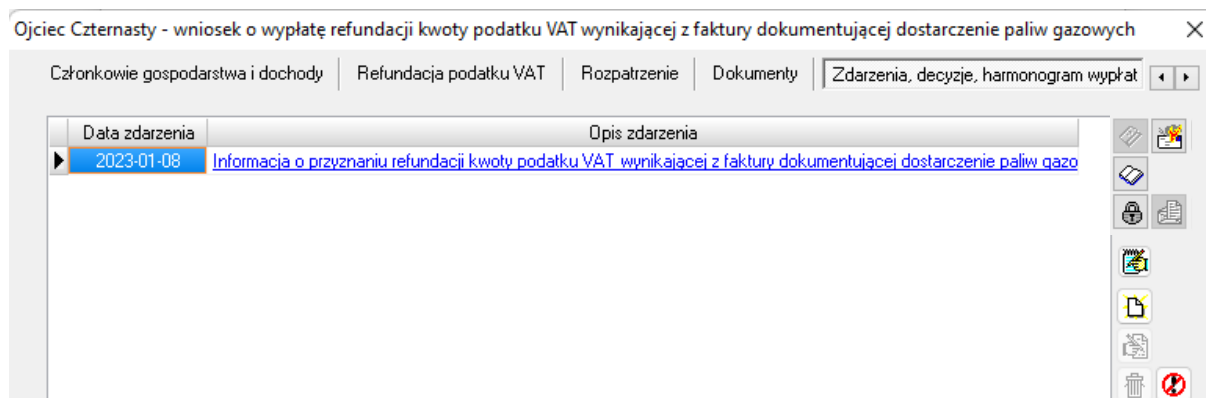 Ojciec Czternasty - wniosek o wypłatę refundacji kwoty podatku VAT wynikającej z faktury dokumentującej dostarczenie paliw gazowych
Członkowie gospodarstwa i dochody Refundacja podatku VAT Rozpatrzenie Dokumenty Zdarzenia, decyzje, harmonogram wypłat
Data zdarzenia Opis zdarzenia
2023-01-08 Informacja o przyznaniu refundacji kwoty podatku VAT wynikającej z faktury dokumentującej dostarczenie paliw gazo